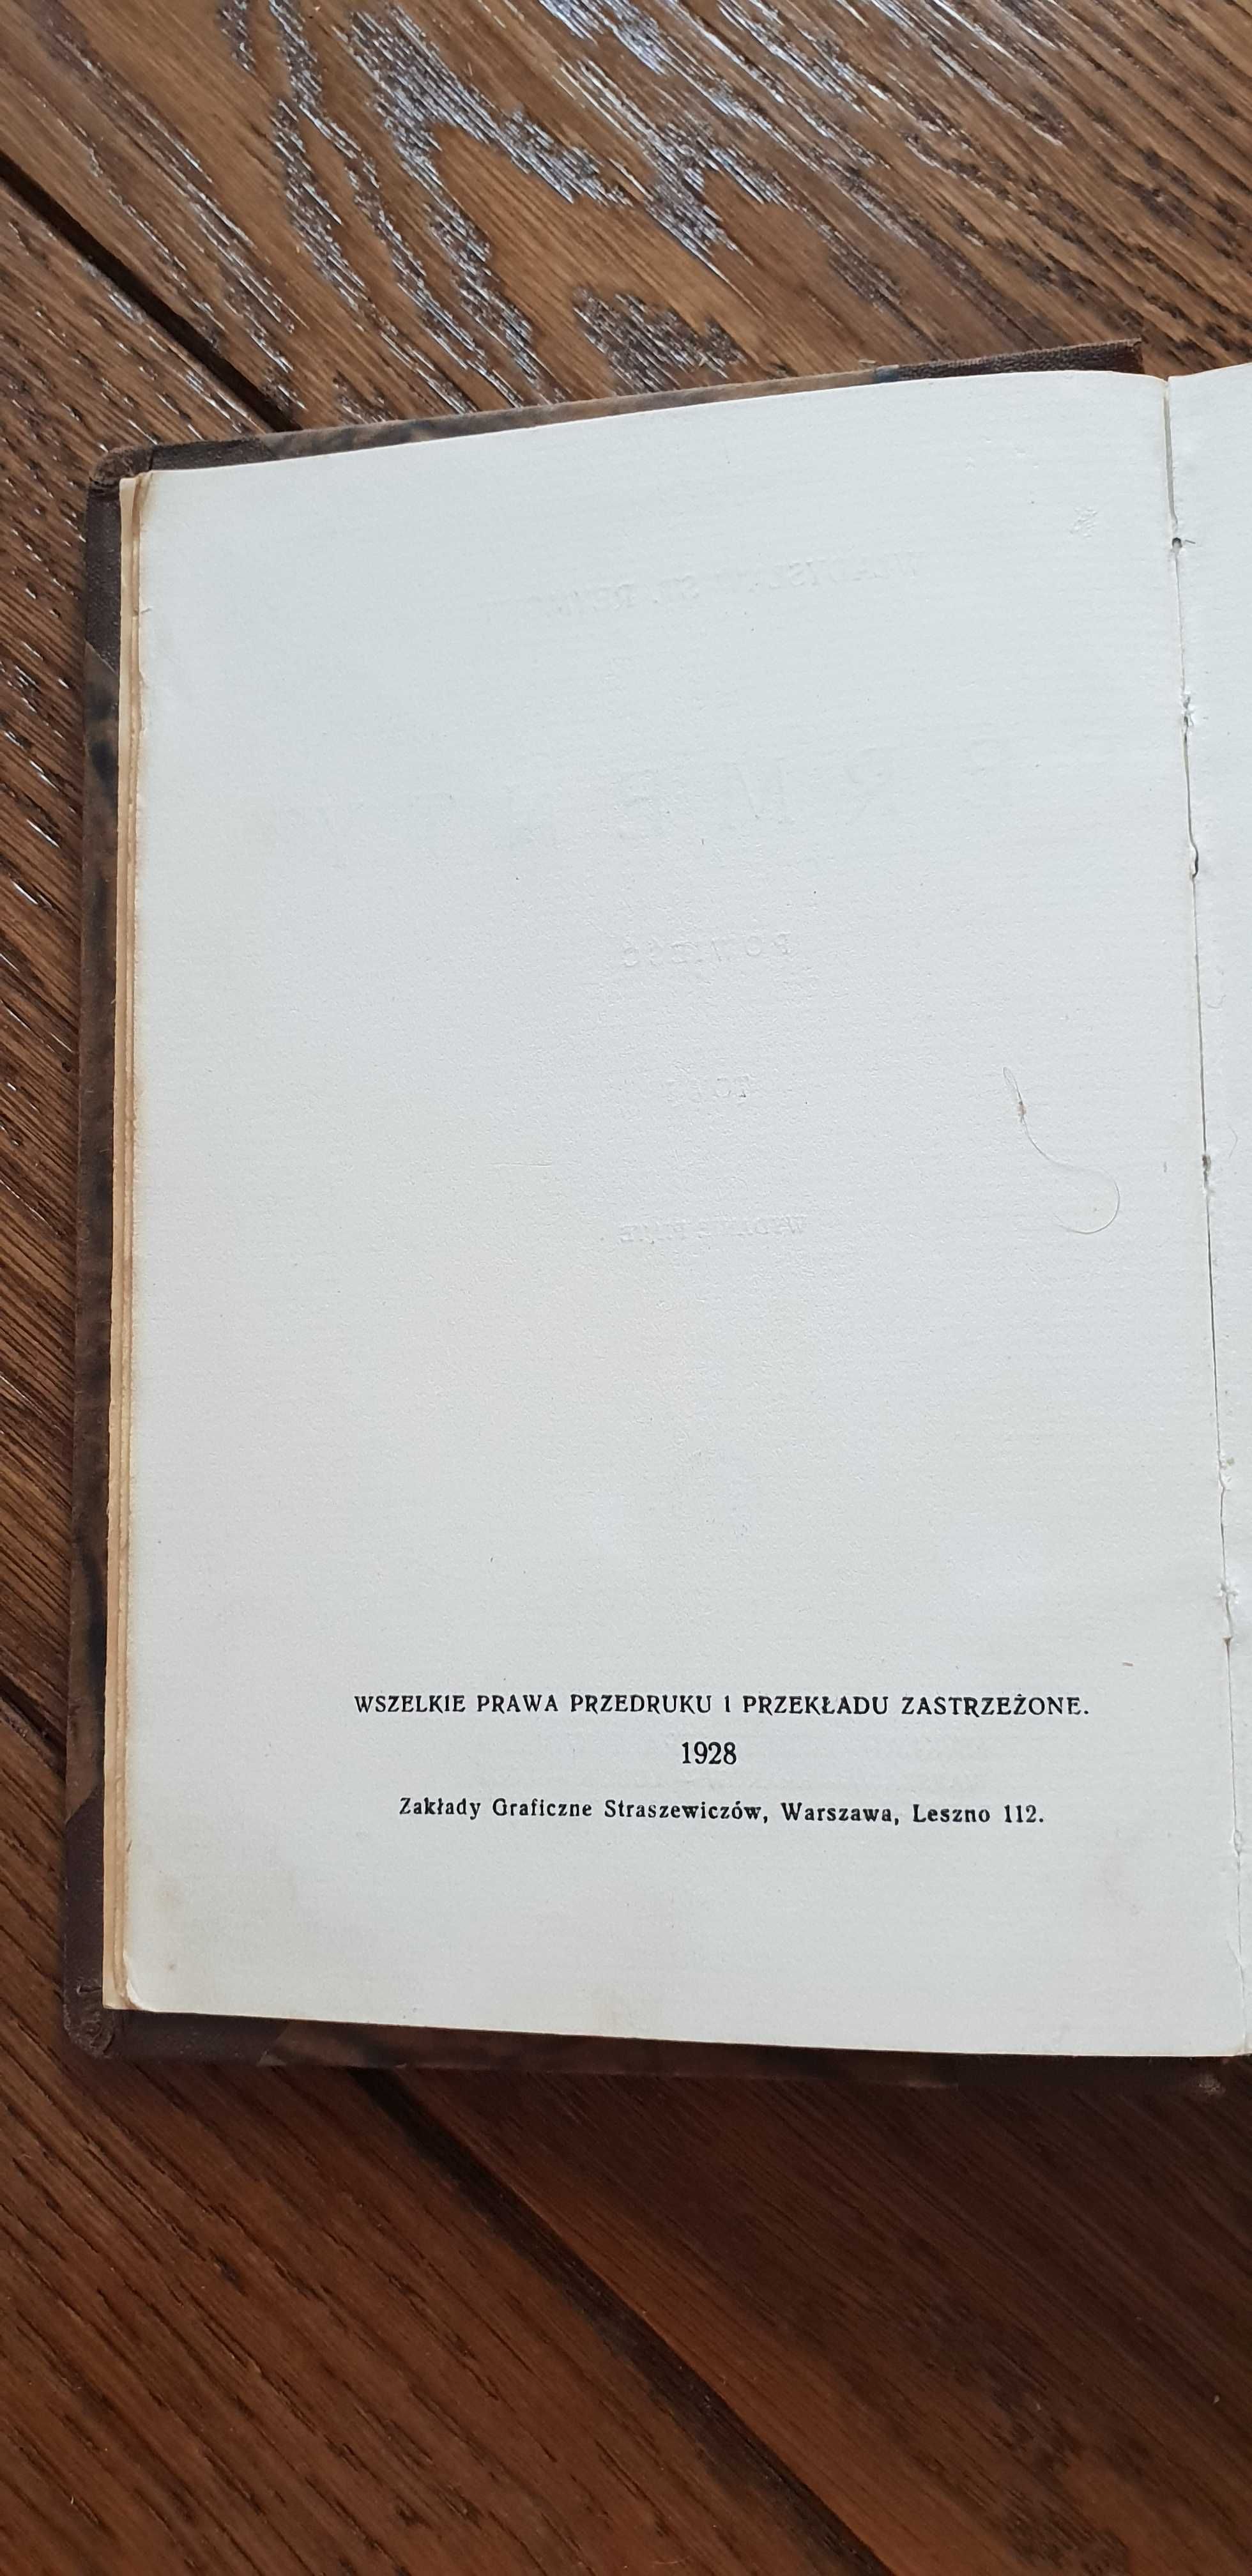 WSZELKIE PRAWA PRZEDRUKU I PRZEKŁADU ZASTRZEŻONE.
1928
Zakłady Graficzne Straszewiczów, Warszawa, Leszno 112.